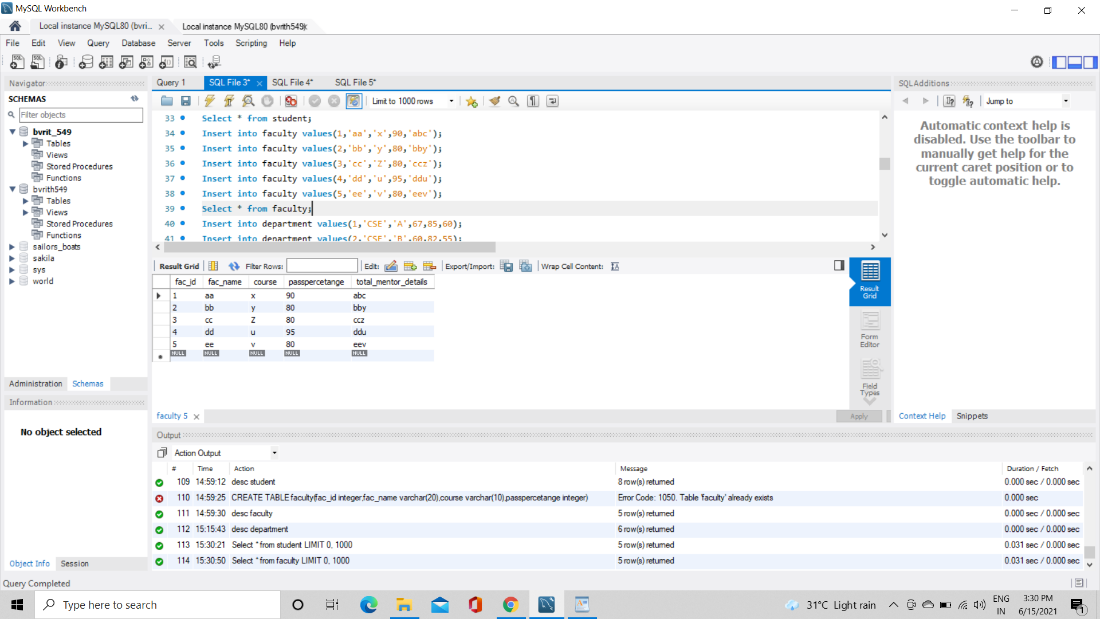 MySQL Workbench
Local instance MySQL80 (bvri...
Local instance MySQL80 (bvrith549)
File Edit View Query Database Server Tools Scripting Help
Navigator
SCHEMAS
Filter objects
bvrit_549
Tables
Views
Stored Procedures
Functions
bvrith549
Tables
Views
Stored Procedures
Functions
sailors_boats
sakila
sys
world
Administration Schemas
Information
No object selected
Object Info Session
Query Completed
Query 1 SQL File 3* SQL File 4* SQL File 5*
Limit to 1000 rows
33 Select * from student;
34 Insert into faculty values(1,'aa','x',90,'abc');
35 Insert into faculty values(2,'bb','y',80,'bby');
36 Insert into faculty values(3,'cc','Z',80,'ccz');
37 Insert into faculty values(4,'dd','u',95,'ddu');
38 Insert into faculty values(5,'ee','v',80,'eev');
39 Select * from faculty;
40 Insert into department values(1,'CSE','A',67,85,60);
41 Insert into department values(2,'CSE','B',60,82,55);
Result Grid Filter Rows: Edit: Export/Import: Wrap Cell Content:
fac_id fac_name course passpercetange total_mentor_details
1 aa x 90 abc
2 bb y 80 bby
3 cc Z 80 ccz
4 dd u 95 ddu
5 ee v 80 eev
NULL NULL NULL NULL NULL
Result Grid
Form Editor
Field Types
faculty 5
Apply
Output
Action Output
# Time Action Message Duration / Fetch
109 14:59:12 desc student 8 row(s) returned 0.000 sec / 0.000 sec
110 14:59:25 CREATE TABLE faculty(fac_id integer,fac_name varchar(20),course varchar(10),passpercetange integer) Error Code: 1050. Table 'faculty' already exists 0.000 sec
111 14:59:30 desc faculty 5 row(s) returned 0.000 sec / 0.000 sec
112 15:15:43 desc department 6 row(s) returned 0.000 sec / 0.000 sec
113 15:30:21 Select * from student LIMIT 0, 1000 5 row(s) returned 0.031 sec / 0.000 sec
114 15:30:50 Select * from faculty LIMIT 0, 1000 5 row(s) returned 0.031 sec / 0.000 sec
SQLAdditions
Jump to
Automatic context help is
disabled. Use the toolbar to
manually get help for the
current caret position or to
toggle automatic help.
Context Help Snippets
Type here to search
31°C Light rain
ENG
IN
3:30 PM
6/15/2021
1